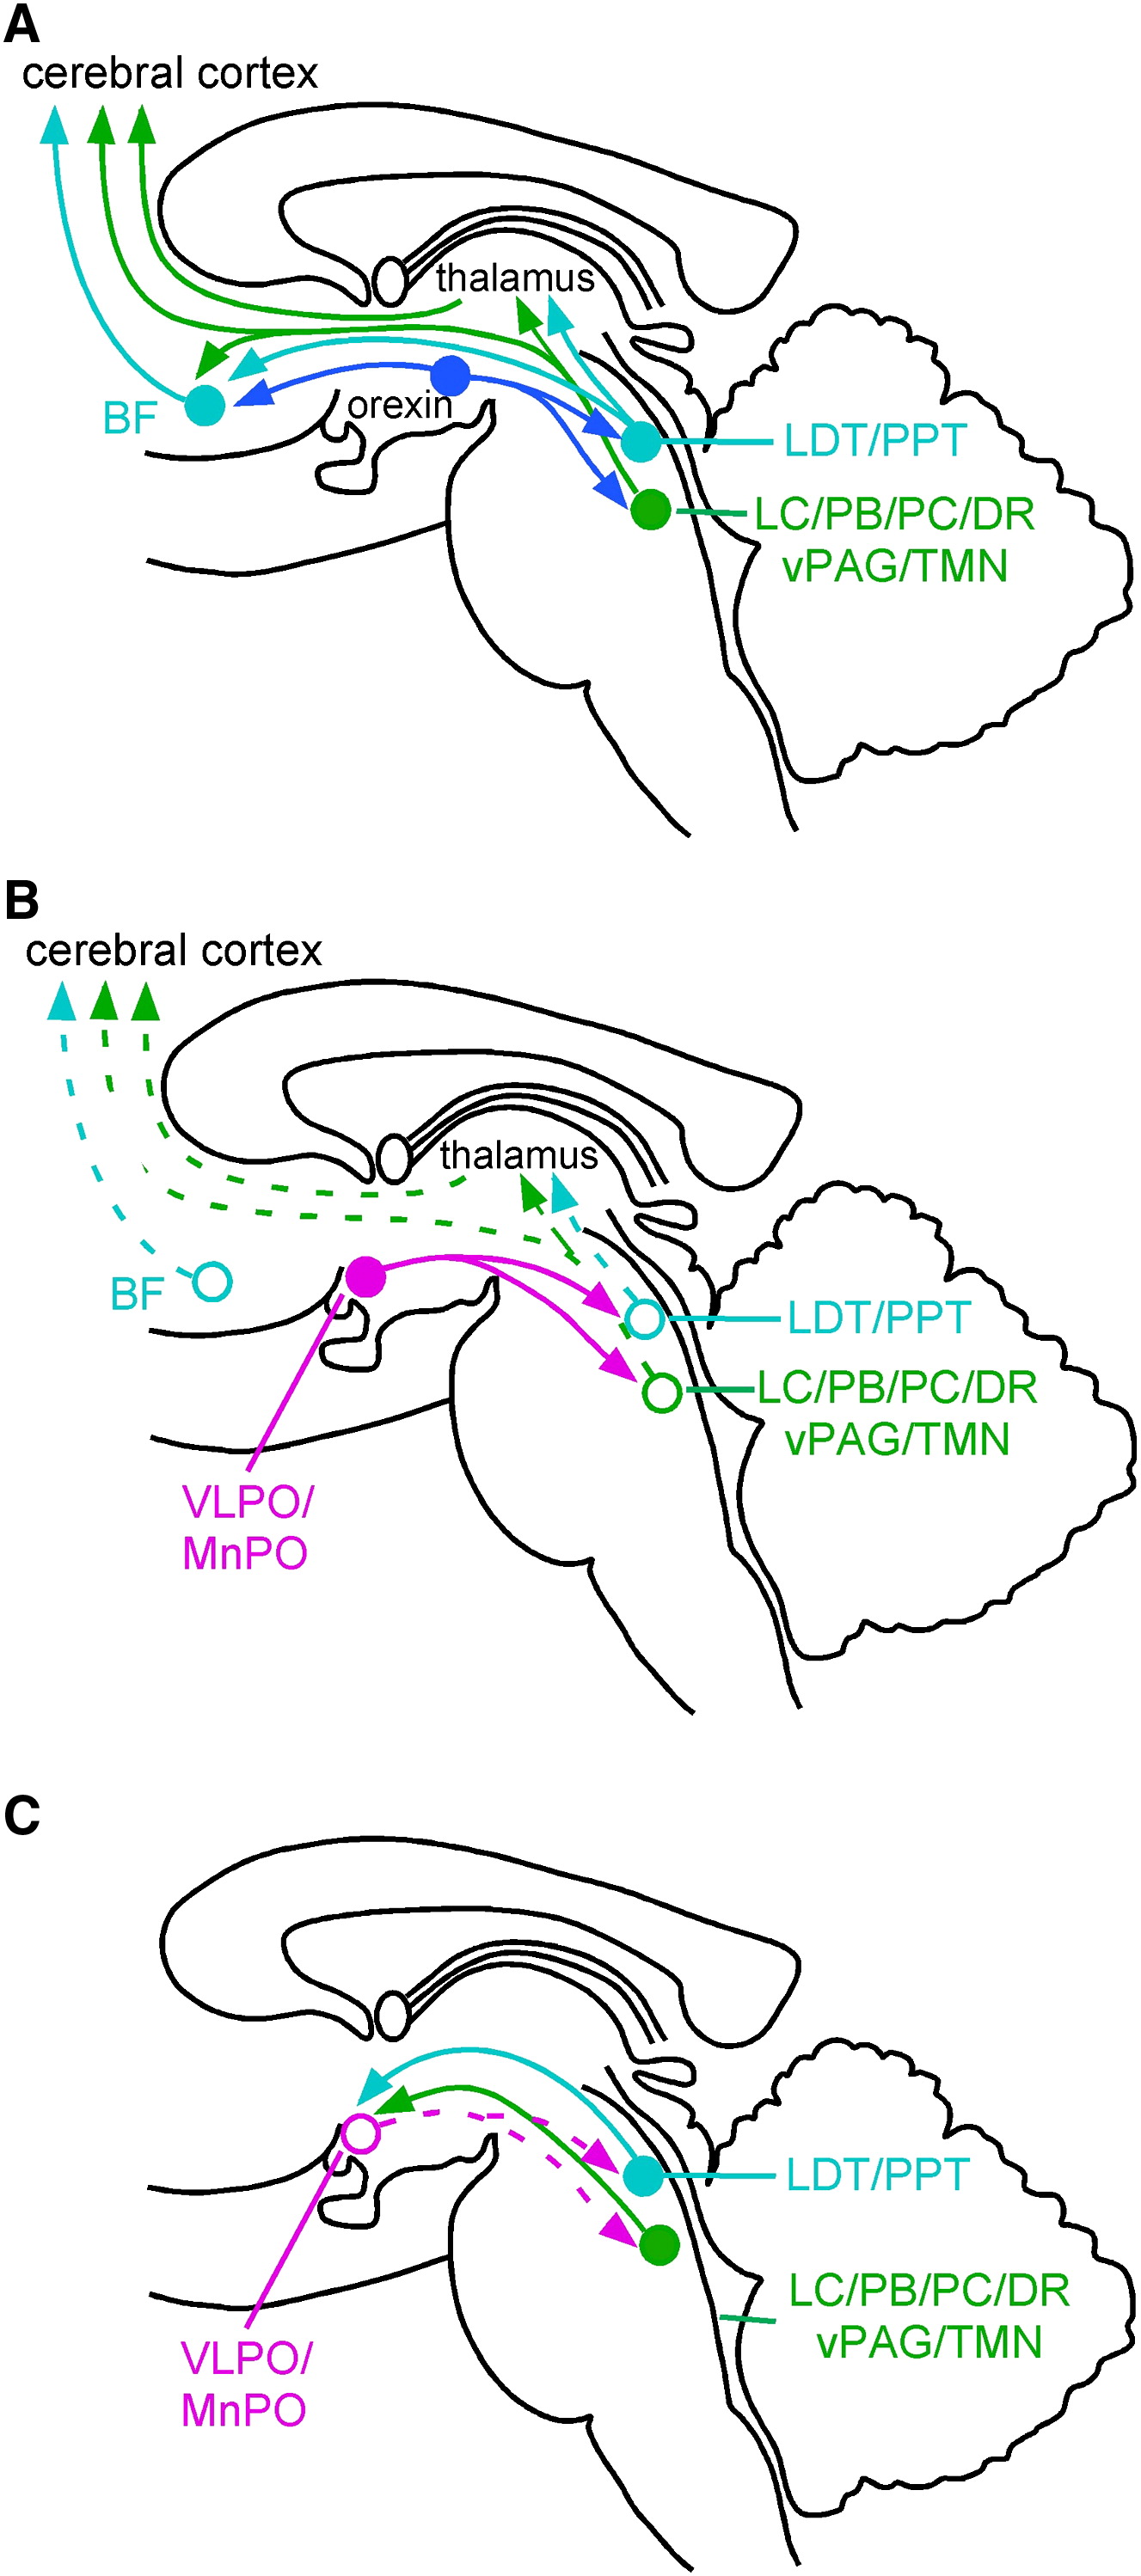 A
cerebral cortex
thalamus
orexin
BF
LDT/PPT
LC/PB/PC/DR
vPAG/TMN
B
cerebral cortex
thalamus
BF
LDT/PPT
LC/PB/PC/DR
vPAG/TMN
VLPO/
MnPO
C
LDT/PPT
LC/PB/PC/DR
vPAG/TMN
VLPO/
MnPO